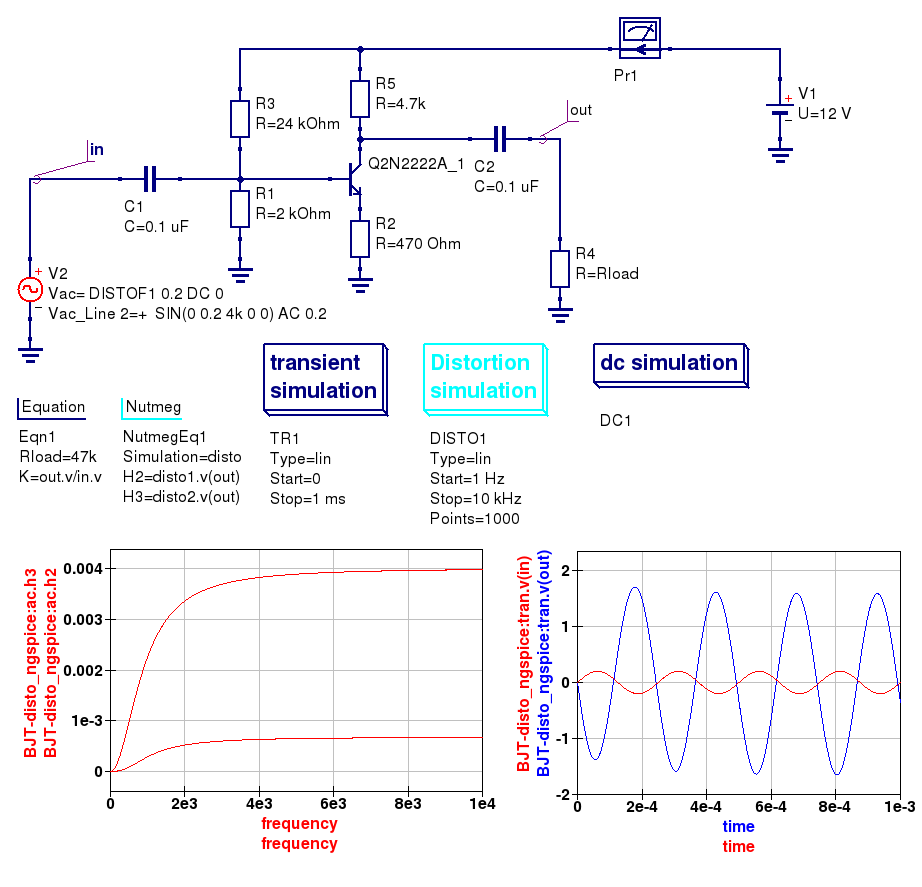 Pr1
V1
U=12 V
R5
R=4.7k
R3
R=24 kOhm
out
in
Q2N2222A_1
C2
C=0.1 uF
C1
C=0.1 uF
R1
R=2 kOhm
R2
R=470 Ohm
R4
R=Rload
V2
Vac= DISTOF1 0.2 DC 0
Vac_Line 2=+  SIN(0 0.2 4k 0 0) AC 0.2
transient
simulation
Distortion
simulation
dc simulation
Equation
Nutmeg
Eqn1
Rload=47k
K=out.v/in.v
NutmegEq1
Simulation=disto
H2=disto1.v(out)
H3=disto2.v(out)
TR1
Type=lin
Start=0
Stop=1 ms
DISTO1
Type=lin
Start=1 Hz
Stop=10 kHz
Points=1000
DC1
BJT-disto_ngspice:ac.h3
BJT-disto_ngspice:ac.h2
0.004
0.003
0.002
1e-3
0
0 2e3 4e3 6e3 8e3 1e4
frequency
frequency
BJT-disto_ngspice:tran.v(in)
BJT-disto_ngspice:tran.v(out)
2
1
0
-1
-2
0 2e-4 4e-4 6e-4 8e-4 1e-3
time
time